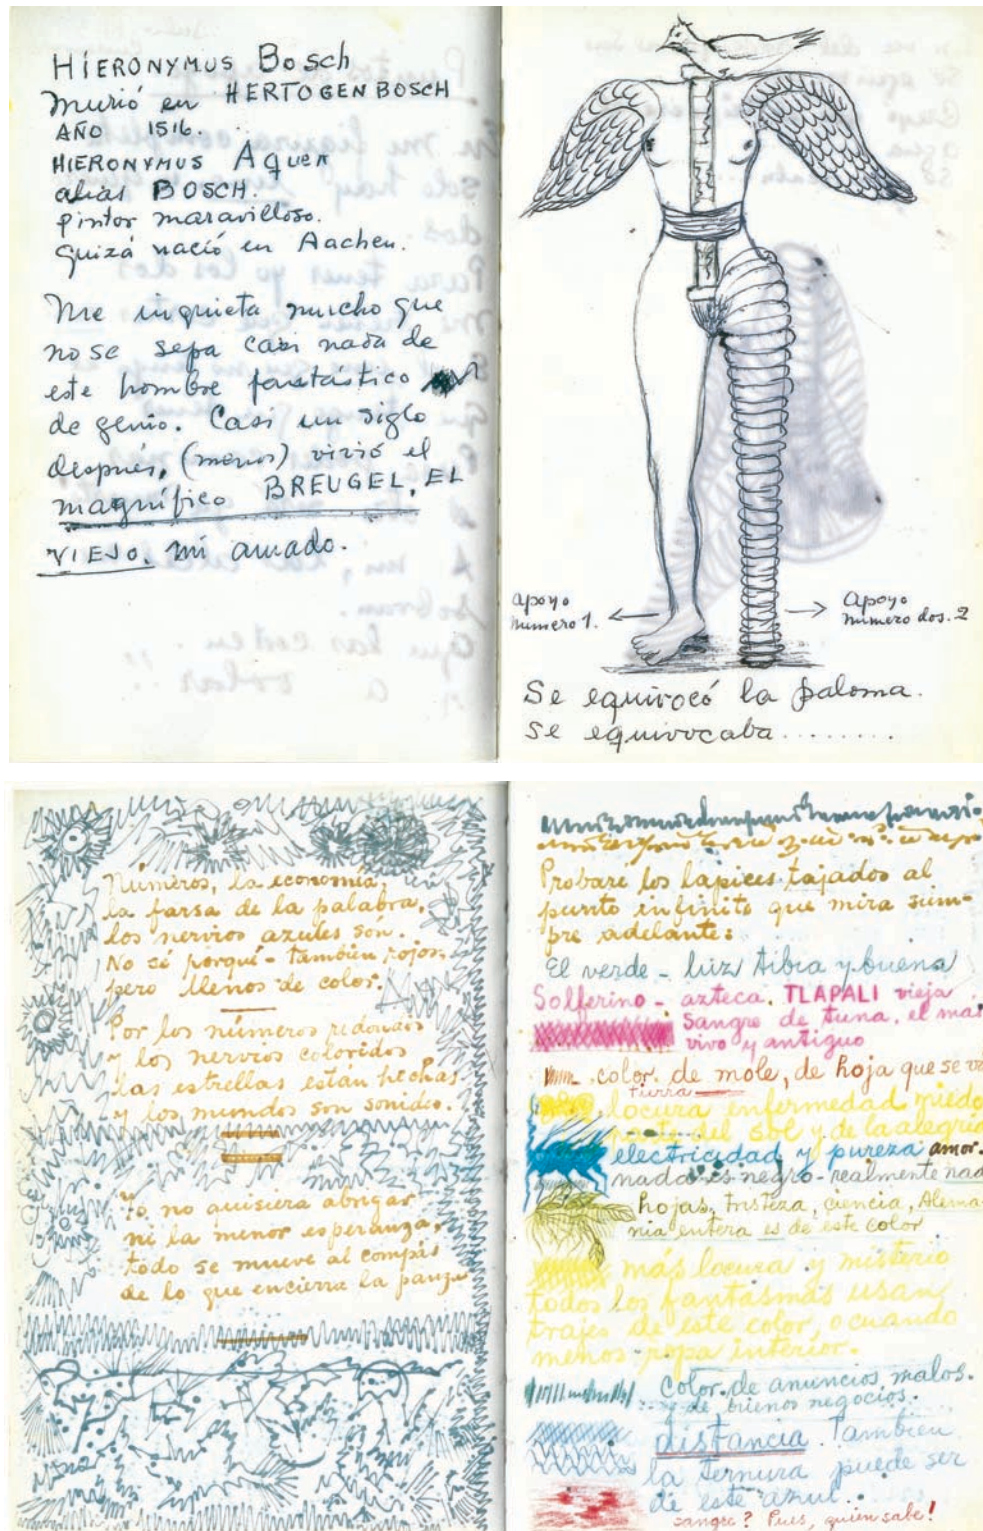 HIERONYMUS Bosch
murió en HERTOGENBOSCH
AÑO 1516.
HIERONYMUS Aquen
alias BOSCH.
pintor maravilloso.
quizá nació en Aachen.
Me inquieta mucho que
no se sepa casi nada de
este hombre fantástico
de genio. Casi un siglo
después, (menos) vivió el
magnífico BREUGEL, EL
VIEJO, mi amado.
apoyo
número 1.
apoyo
número dos. 2
Se equivocó la paloma.
Se equivocaba ........
Números, la economía
la farsa de la palabra,
los nervios azules són.
No sé porqué - también rojos,
pero llenos de color.
Por los números redondos
y los nervios coloridos
las estrellas están hechas
y los mundos son sonidos.
Yo no quisiera abrigar
ni la menor esperanza,
todo se mueve al compás
de lo que encierra la panza
Probaré los lápices tajados al
punto infinito que mira siem-
pre adelante:
El verde - luz tibia y buena
Solferino - azteca. TLAPALI vieja
sangre de tuna, el más
vivo y antiguo
color de mole, de hoja que se va
tierra
locura enfermedad miedo
parte del sol y de la alegría
electricidad y pureza amor.
nada es negro - realmente nada
hojas, tristeza, ciencia, Alema-
nia entera es de este color
más locura y misterio
todos los fantasmas usan
trajes de este color, o cuando
menos ropa interior.
color de anuncios malos.
y de buenos negocios.
distancia. También
la ternura puede ser
de este azul.
sangre? Pues, quién sabe!